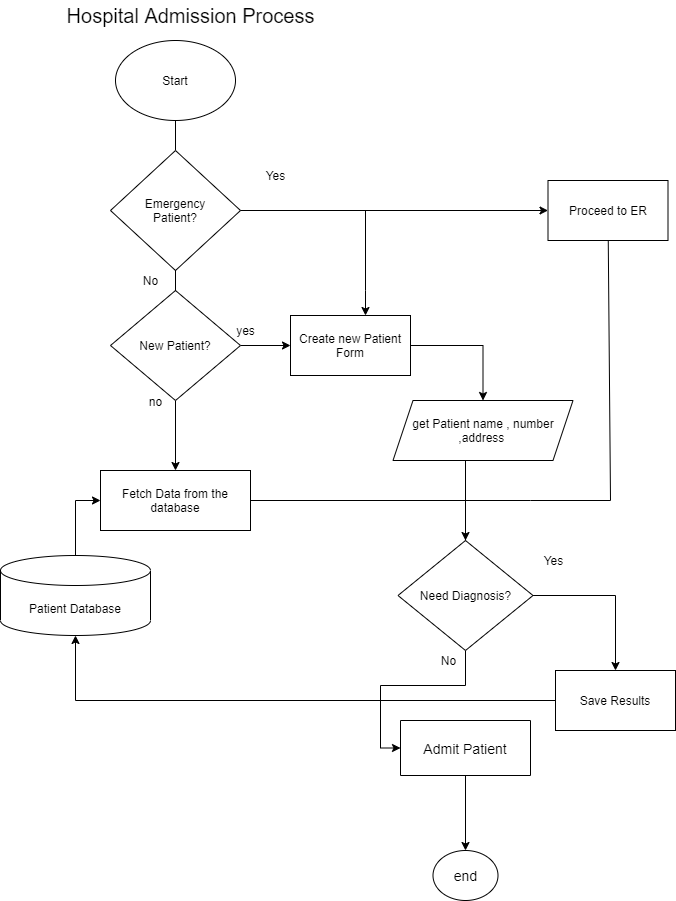 Hospital Admission Process
Start
Yes
Emergency
Patient?
Proceed to ER
No
New Patient?
yes
Create new Patient
Form
no
get Patient name , number
,address
Fetch Data from the
database
Yes
Need Diagnosis?
Patient Database
No
Save Results
Admit Patient
end